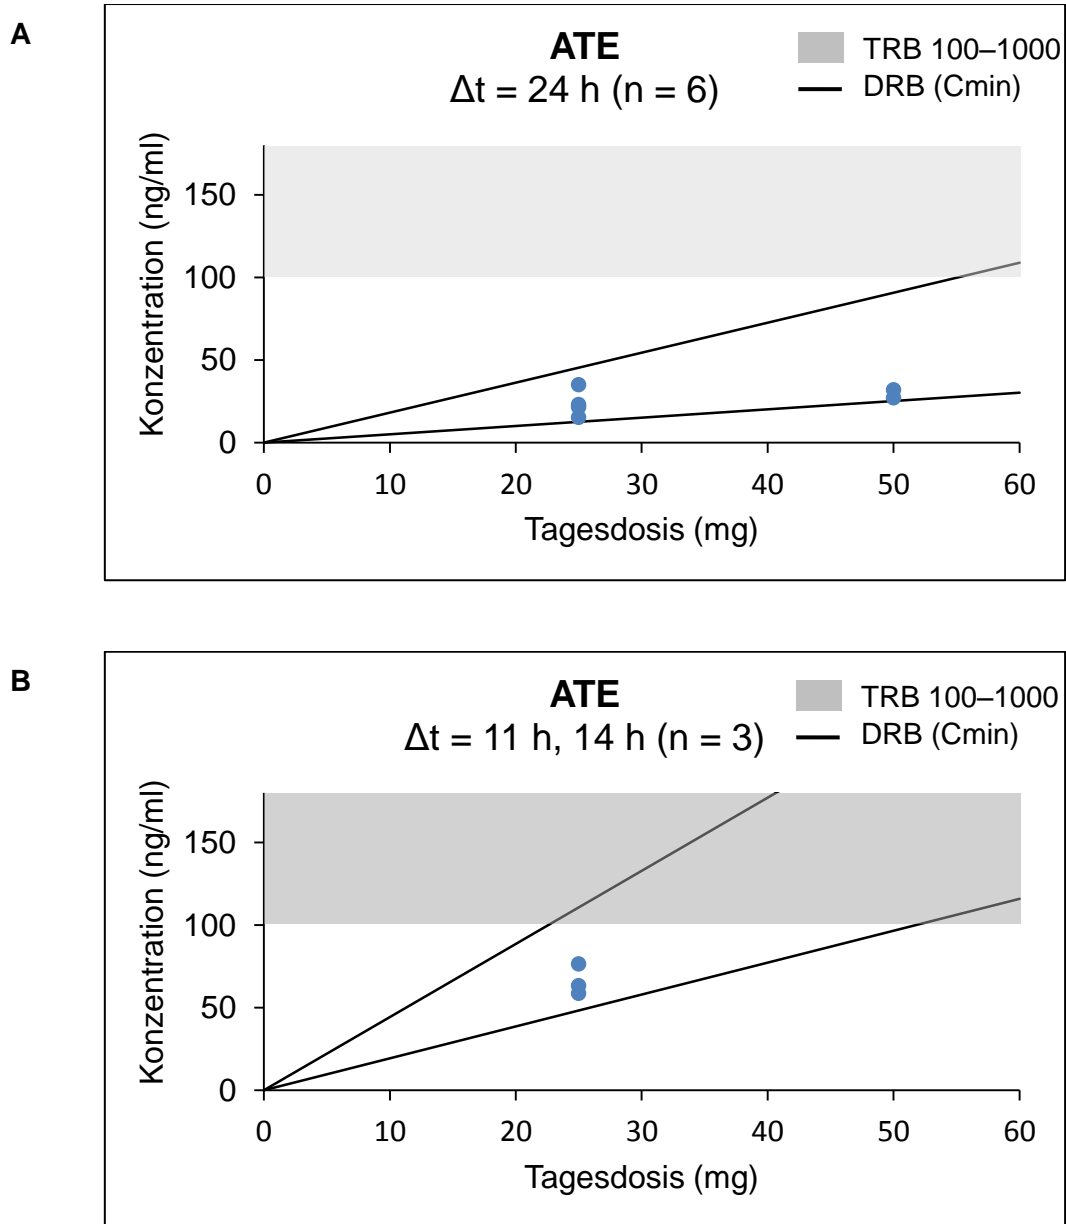 A
ATE
Δt = 24 h (n = 6)
TRB 100–1000
DRB (Cmin)
Konzentration (ng/ml)
150
100
50
0
0 10 20 30 40 50 60
Tagesdosis (mg)
B
ATE
Δt = 11 h, 14 h (n = 3)
TRB 100–1000
DRB (Cmin)
Konzentration (ng/ml)
150
100
50
0
0 10 20 30 40 50 60
Tagesdosis (mg)